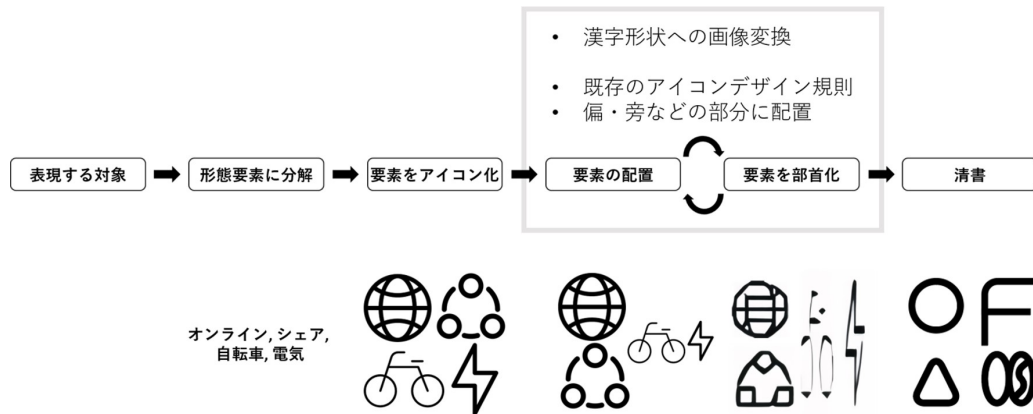 • 漢字形状への画像変換
• 既存のアイコンデザイン規則
• 偏・旁などの部分に配置
表現する対象
形態要素に分解
要素をアイコン化
要素の配置
要素を部首化
清書
オンライン, シェア,
自転車, 電気